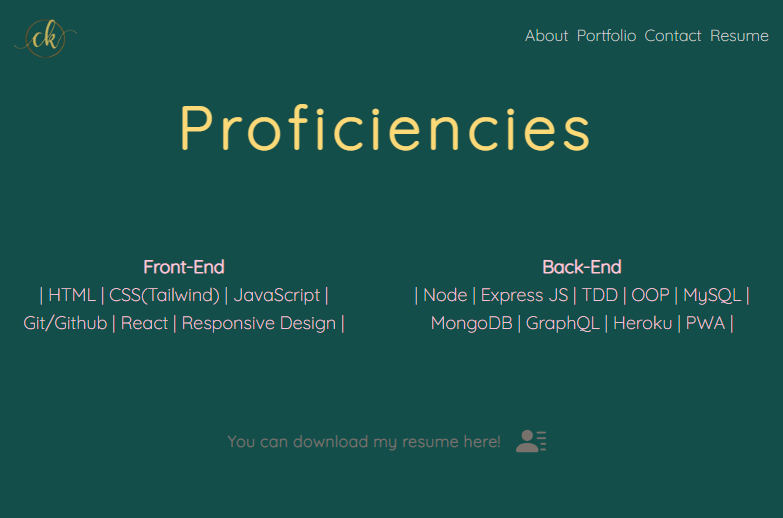 ck
About Portfolio Contact Resume
Proficiencies
Front-End
| HTML | CSS(Tailwind) | JavaScript |
Git/Github | React | Responsive Design |
Back-End
| Node | Express JS | TDD | OOP | MySQL |
MongoDB | GraphQL | Heroku | PWA |
You can download my resume here!